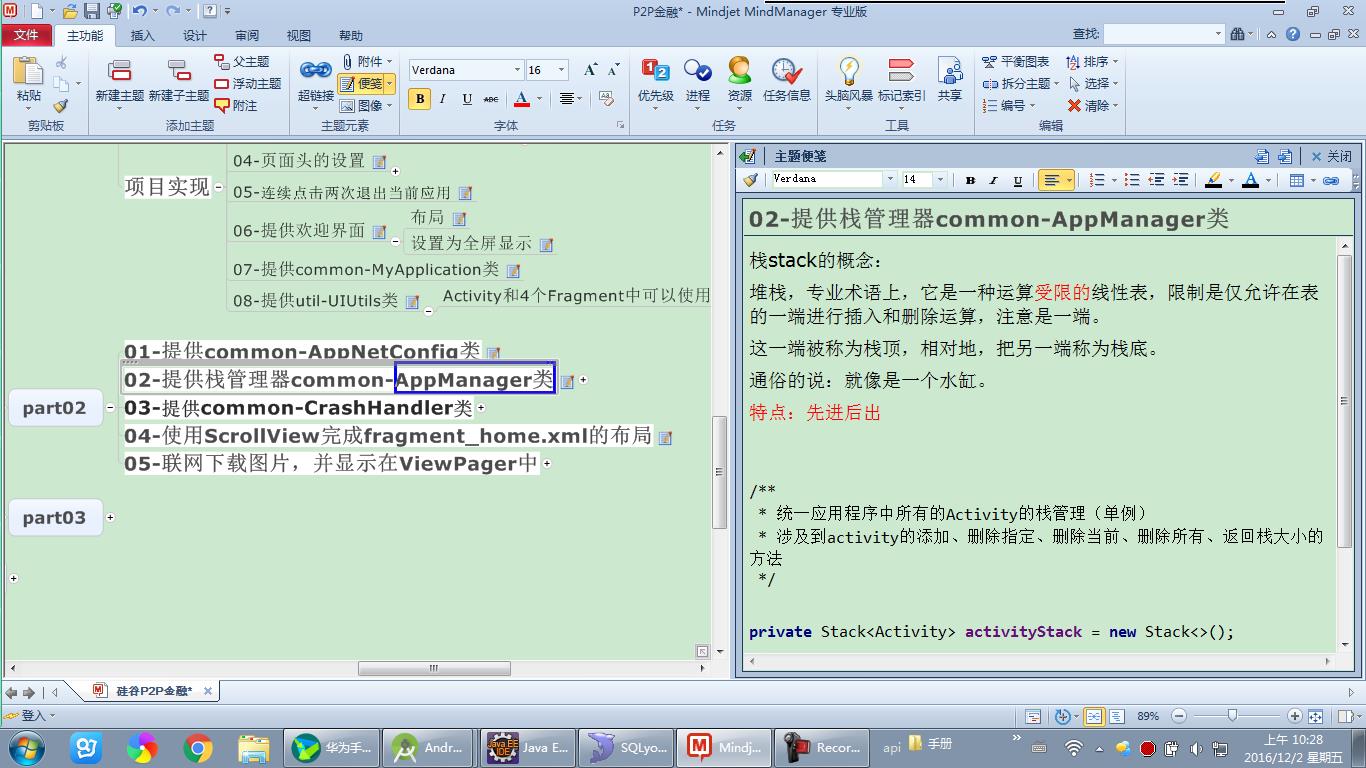 P2P金融* - Mindjet MindManager 专业版
文件 主功能 插入 设计 审阅 视图 帮助 查找:
粘贴
剪贴板
新建主题 新建子主题 父主题 浮动主题 附注
添加主题
超链接 附件 便笺 图像
主题元素
Verdana 16
B I U ABC A
字体
优先级 进程 资源 任务信息
任务
头脑风暴 标记索引 共享
工具
平衡图表 排序
拆分主题 选择
编号 清除
编辑
项目实现
04-页面头的设置
05-连续点击两次退出当前应用
06-提供欢迎界面
布局
设置为全屏显示
07-提供common-MyApplication类
08-提供util-UIUtils类
Activity和4个Fragment中可以使用
part02
01-提供common-AppNetConfig类
02-提供栈管理器common-AppManager类
03-提供common-CrashHandler类
04-使用ScrollView完成fragment_home.xml的布局
05-联网下载图片，并显示在ViewPager中
part03
主题便笺 关闭
Verdana 14 B I U A
02-提供栈管理器common-AppManager类
栈stack的概念：
堆栈，专业术语上，它是一种运算受限的线性表，限制是仅允许在表
的一端进行插入和删除运算，注意是一端。
这一端被称为栈顶，相对地，把另一端称为栈底。
通俗的说：就像是一个水缸。
特点：先进后出
/**
* 统一应用程序中所有的Activity的栈管理（单例）
* 涉及到activity的添加、删除指定、删除当前、删除所有、返回栈大小的
方法
*/
private Stack<Activity> activityStack = new Stack<>();
硅谷P2P金融*
登入 89%
华为手... Andr... Java E... SQLyo... Mindj... Recor... api 手册
上午 10:28
2016/12/2 星期五